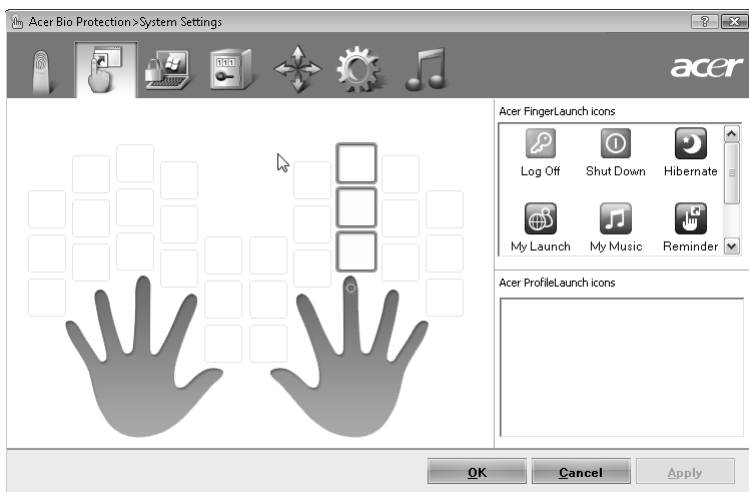 Acer Bio Protection>System Settings
acer
Acer FingerLaunch icons
Log Off Shut Down Hibernate
My Launch My Music Reminder
Acer ProfileLaunch icons
OK Cancel Apply